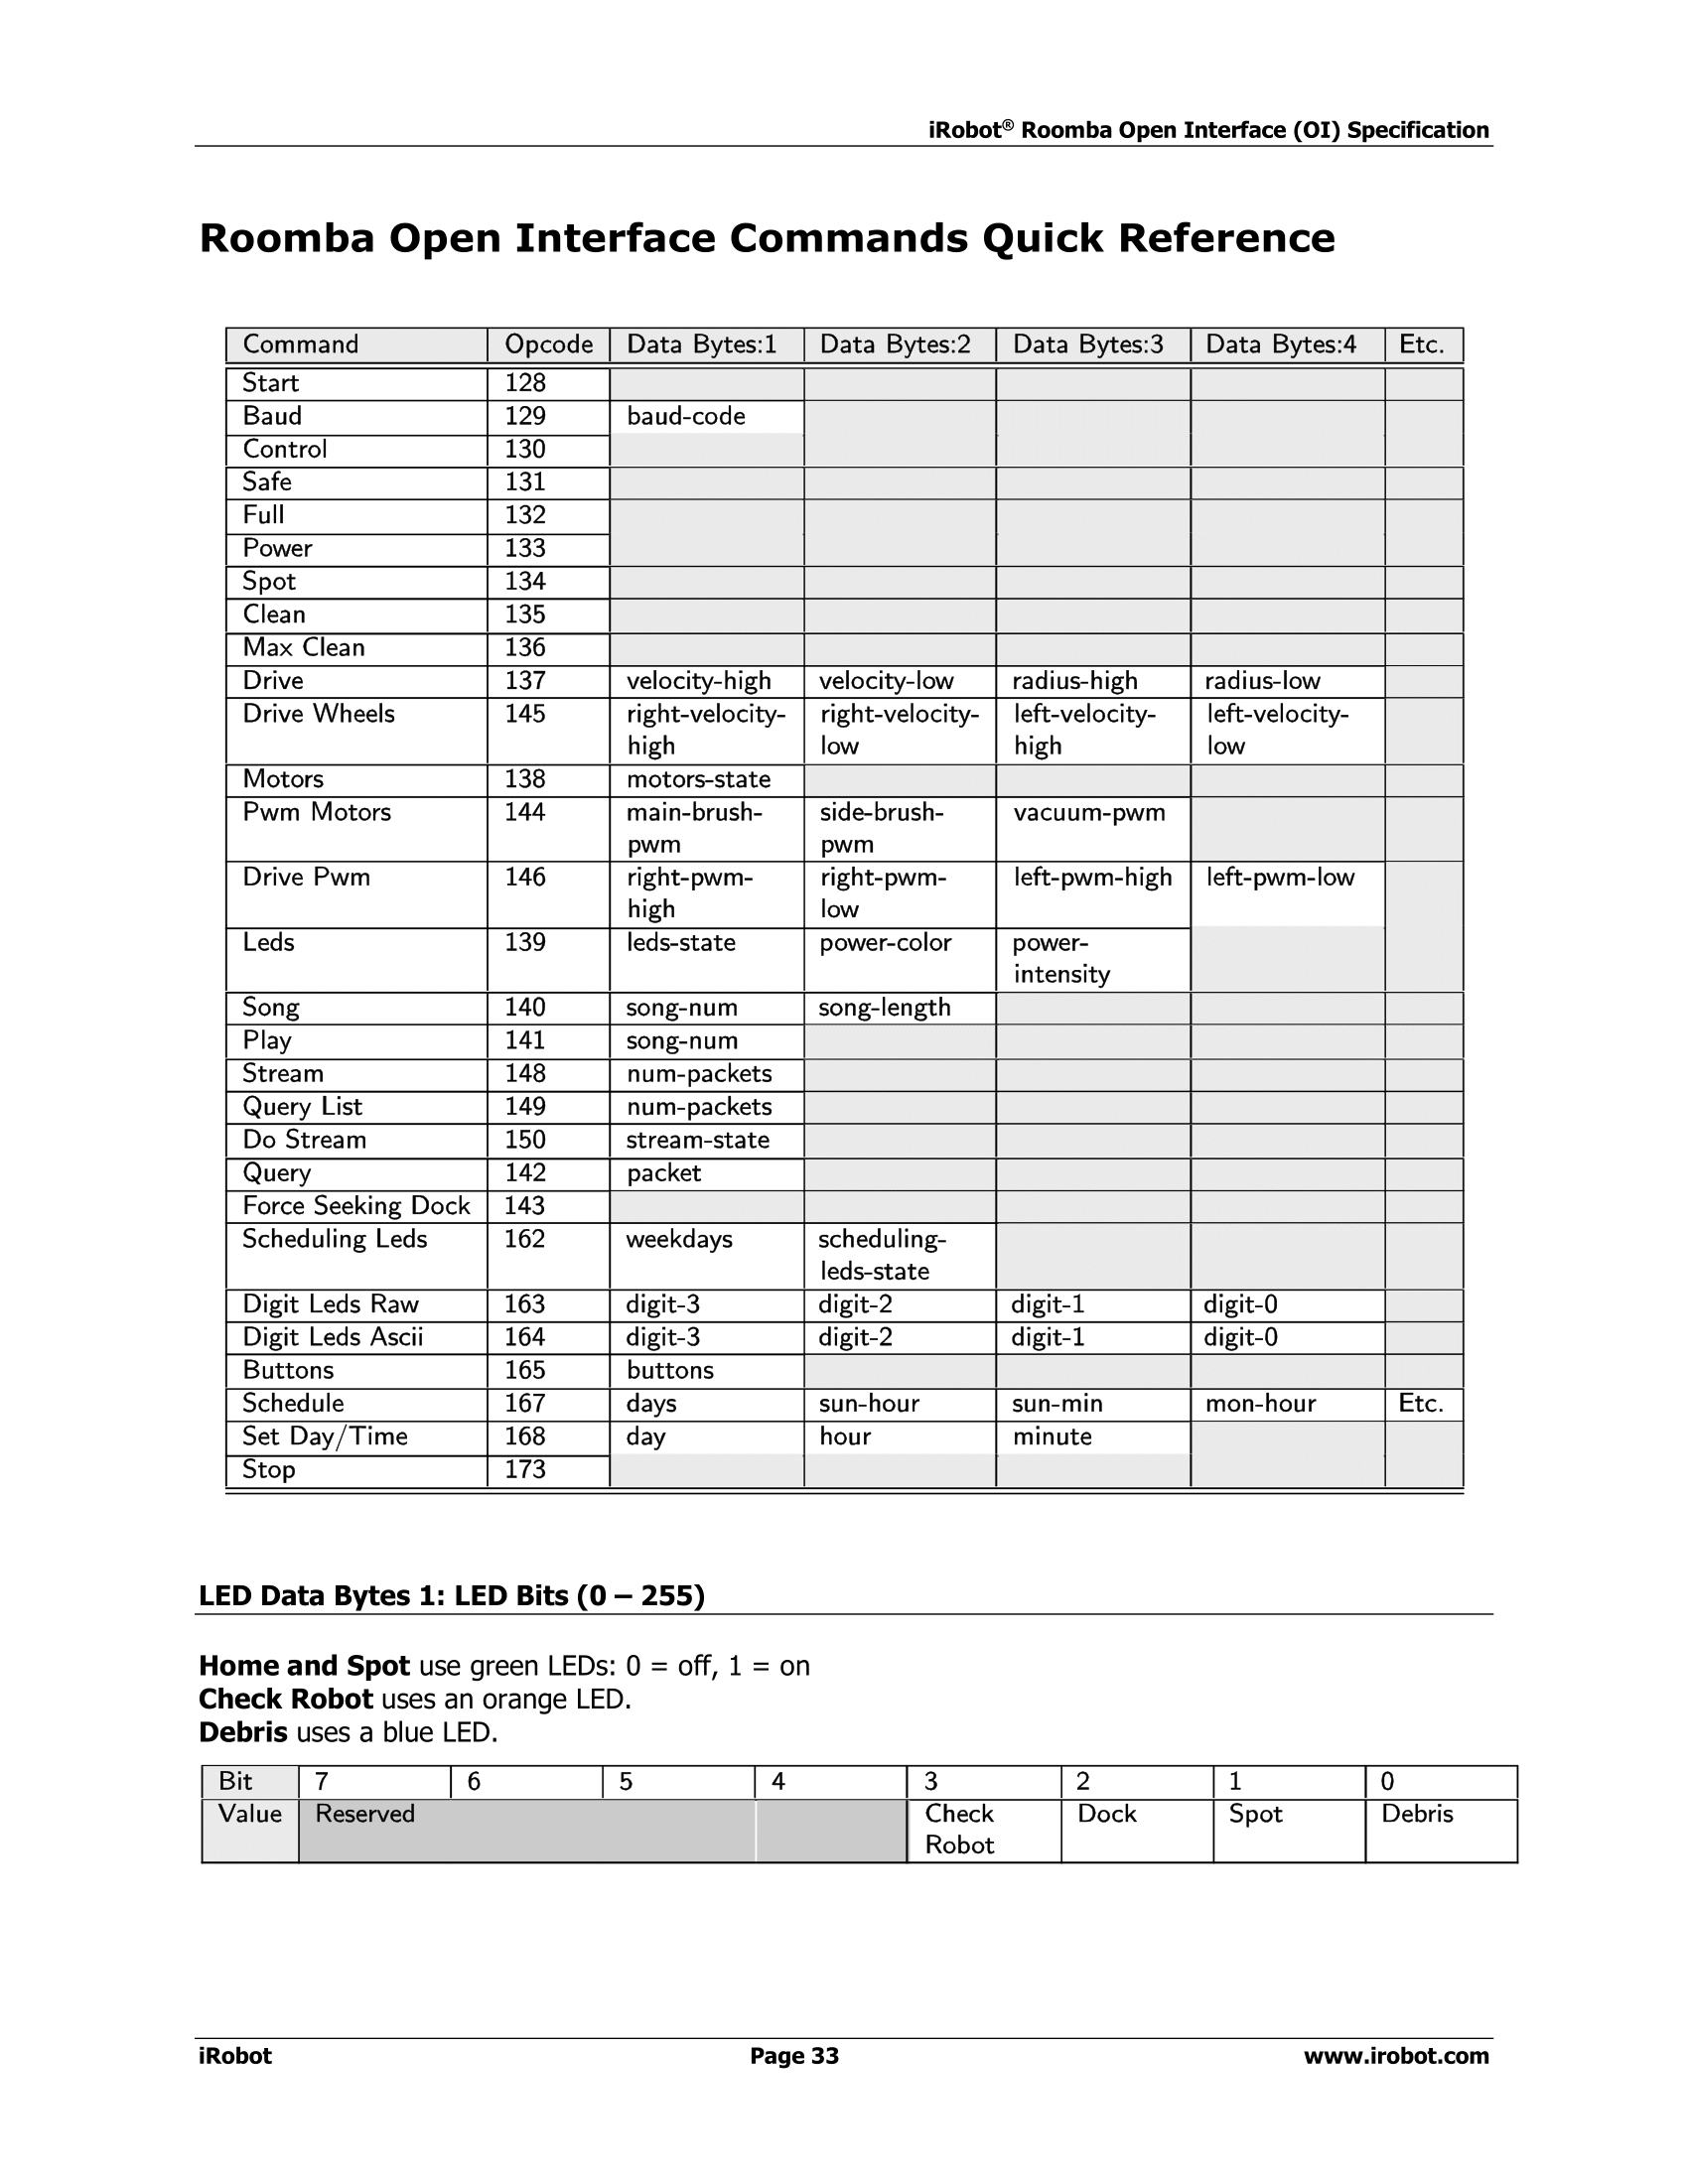 iRobot® Roomba Open Interface (OI) Specification
Roomba Open Interface Commands Quick Reference
Command Opcode Data Bytes:1 Data Bytes:2 Data Bytes:3 Data Bytes:4 Etc.
Start 128
Baud 129 baud-code
Control 130
Safe 131
Full 132
Power 133
Spot 134
Clean 135
Max Clean 136
Drive 137 velocity-high velocity-low radius-high radius-low
Drive Wheels 145 right-velocity- right-velocity- left-velocity- left-velocity-
high low high low
Motors 138 motors-state
Pwm Motors 144 main-brush- side-brush- vacuum-pwm
pwm pwm
Drive Pwm 146 right-pwm- right-pwm- left-pwm-high left-pwm-low
high low
Leds 139 leds-state power-color power-
intensity
Song 140 song-num song-length
Play 141 song-num
Stream 148 num-packets
Query List 149 num-packets
Do Stream 150 stream-state
Query 142 packet
Force Seeking Dock 143
Scheduling Leds 162 weekdays scheduling-
leds-state
Digit Leds Raw 163 digit-3 digit-2 digit-1 digit-0
Digit Leds Ascii 164 digit-3 digit-2 digit-1 digit-0
Buttons 165 buttons
Schedule 167 days sun-hour sun-min mon-hour Etc.
Set Day/Time 168 day hour minute
Stop 173
LED Data Bytes 1: LED Bits (0 – 255)
Home and Spot use green LEDs: 0 = off, 1 = on
Check Robot uses an orange LED.
Debris uses a blue LED.
Bit 7 6 5 4 3 2 1 0
Value Reserved Check Dock Spot Debris
Robot
iRobot Page 33 www.irobot.com